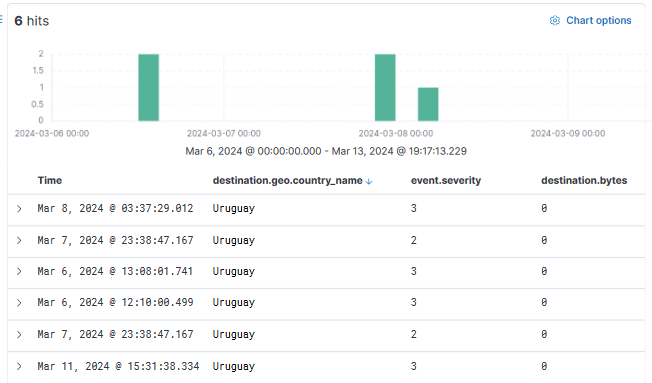 6 hits
Chart options
2
1.5
1
0.5
0
2024-03-06 00:00 2024-03-07 00:00 2024-03-08 00:00 2024-03-09 00:00
Mar 6, 2024 @ 00:00:00.000 - Mar 13, 2024 @ 19:17:13.229
Time destination.geo.country_name event.severity destination.bytes
Mar 8, 2024 @ 03:37:29.012 Uruguay 3 0
Mar 7, 2024 @ 23:38:47.167 Uruguay 2 0
Mar 6, 2024 @ 13:08:01.741 Uruguay 3 0
Mar 6, 2024 @ 12:10:00.499 Uruguay 3 0
Mar 7, 2024 @ 23:38:47.167 Uruguay 2 0
Mar 11, 2024 @ 15:31:38.334 Uruguay 3 0